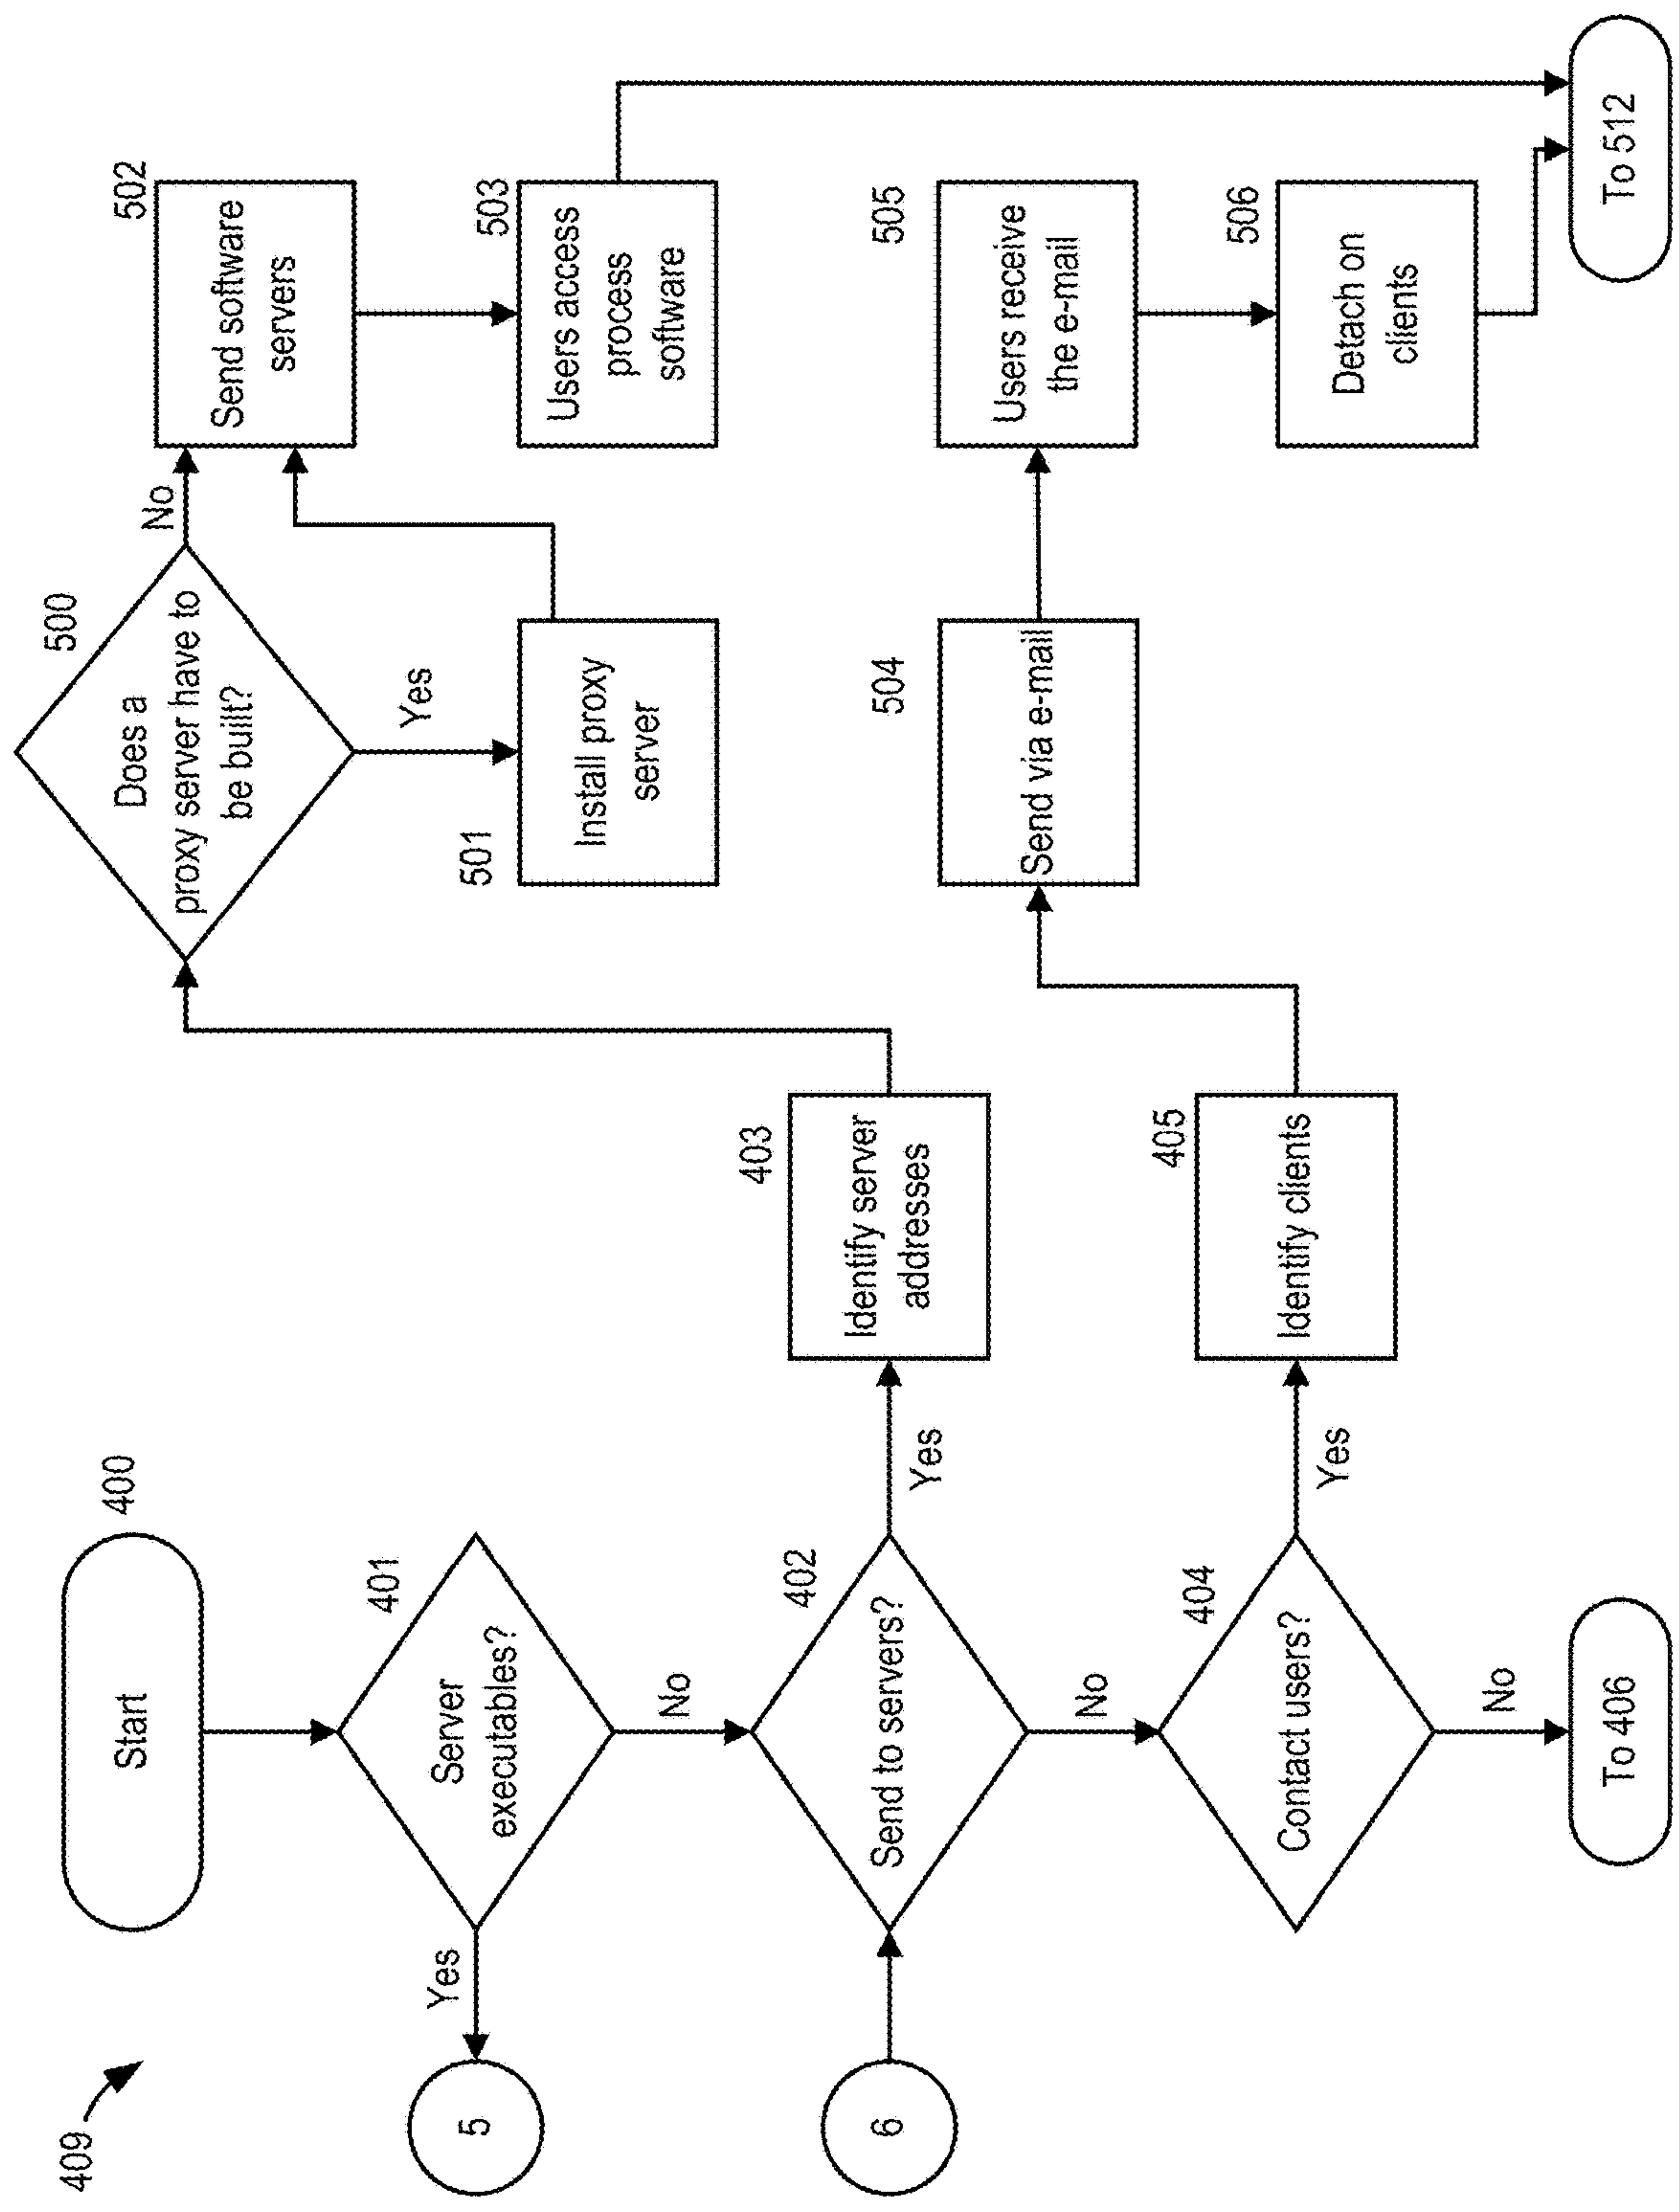 409
Start
400
Server
executables?
401
Yes
5
No
6
Send to servers?
402
Yes
No
Identify server
addresses
403
Contact users?
404
Yes
No
Identify clients
405
To 406
Does a
proxy server have to
be built?
500
No
Yes
Install proxy
server
501
Send software
servers
502
Users access
process
software
503
Send via e-mail
504
Users receive
the e-mail
505
Detach on
clients
506
To 512